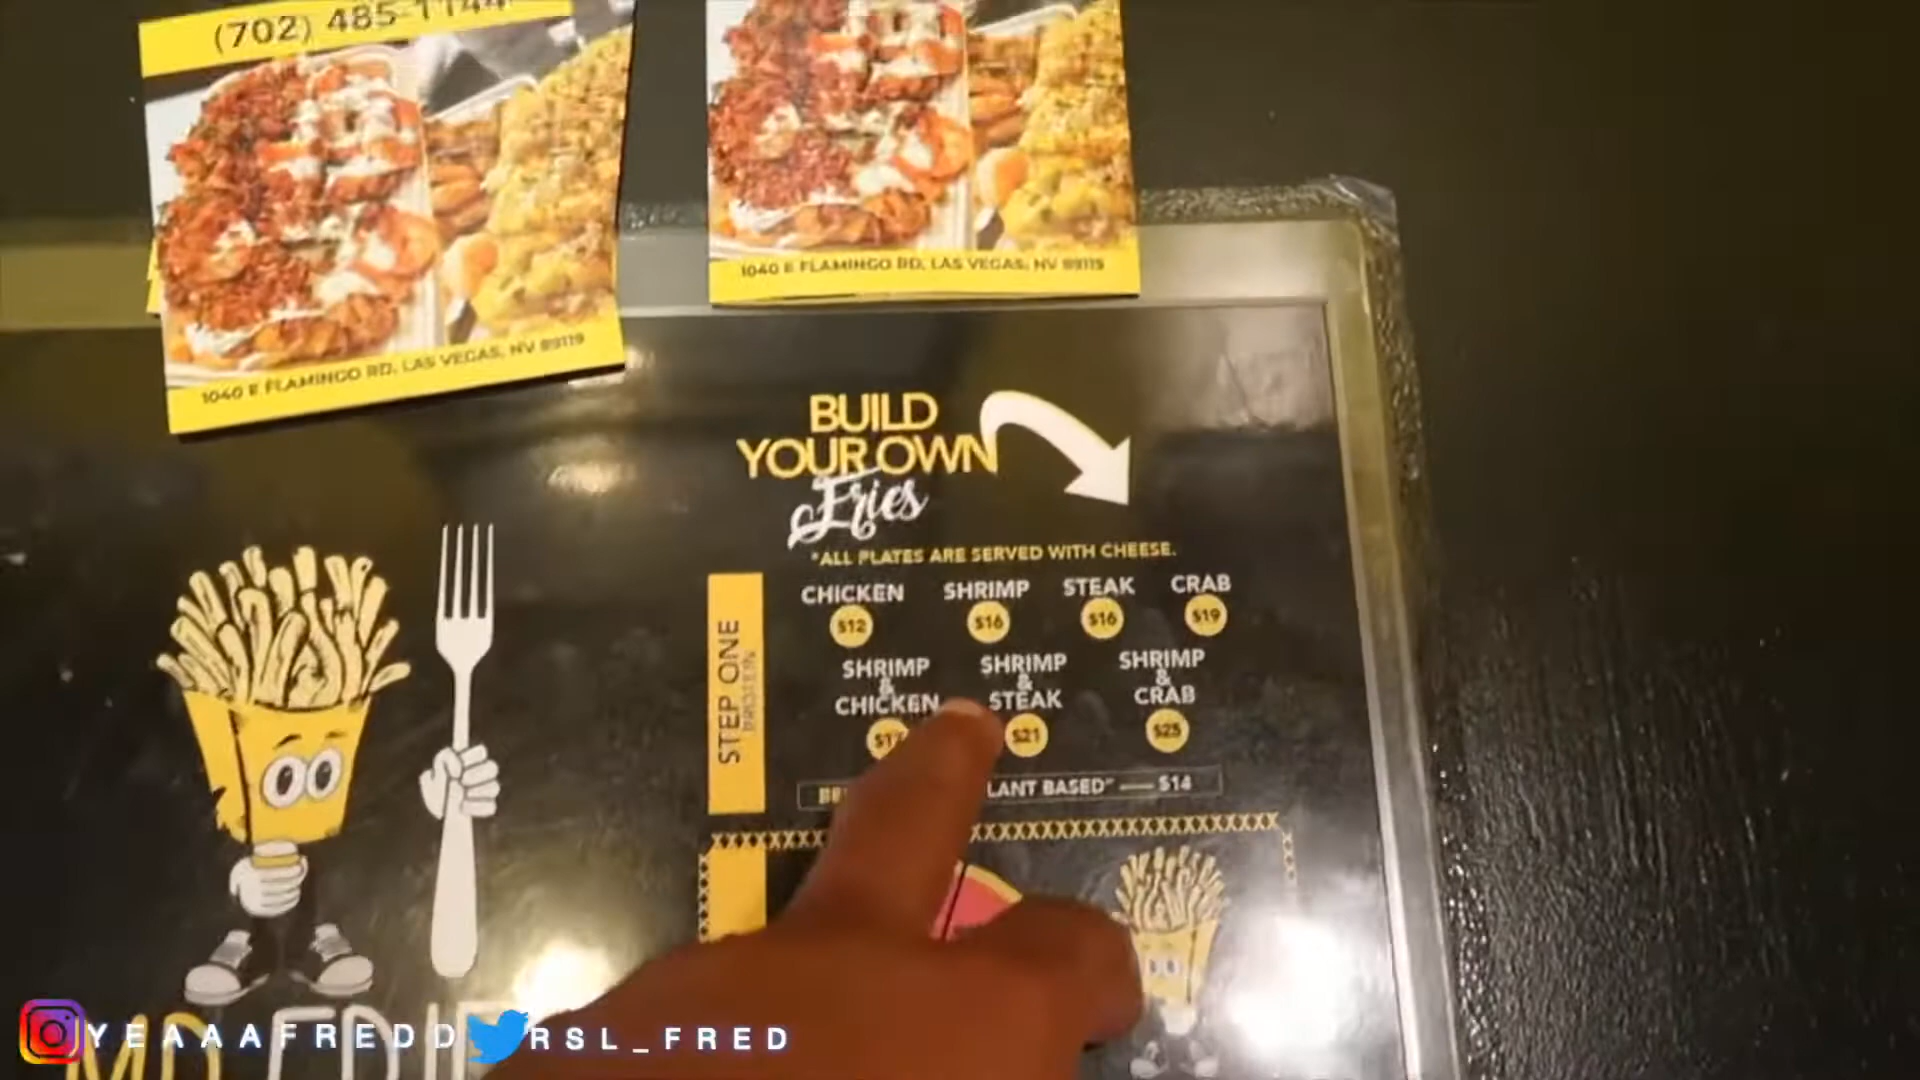 (702) 485-1144
1040 E FLAMINGO RD, LAS VEGAS, NV 89119
1040 E FLAMINGO RD, LAS VEGAS, NV 89119
BUILD
YOUR OWN
Fries
*ALL PLATES ARE SERVED WITH CHEESE.
STEP ONE
PROTEIN
CHICKEN SHRIMP STEAK CRAB
$12 $16 $16 $19
SHRIMP & CHICKEN
SHRIMP & STEAK
SHRIMP & CRAB
$21 $25
BASED" — $14
YEAAAFREDD RSL_FRED